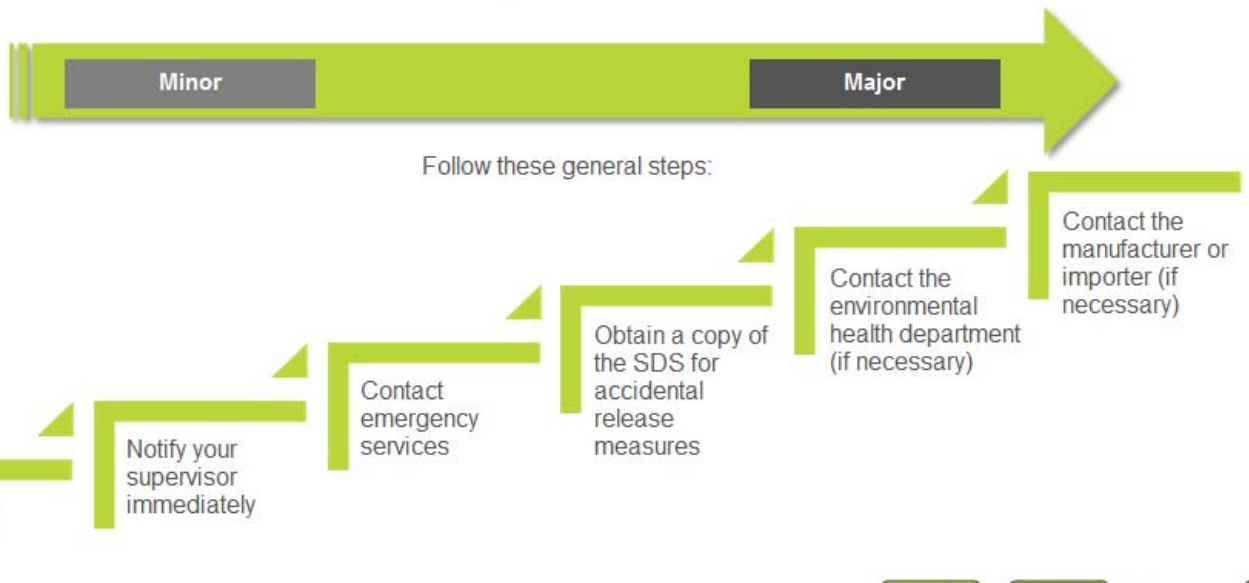 Minor
Major
Follow these general steps:
Notify your
supervisor
immediately
Contact
emergency
services
Obtain a copy of
the SDS for
accidental
release
measures
Contact the
environmental
health department
(if necessary)
Contact the
manufacturer or
importer (if
necessary)